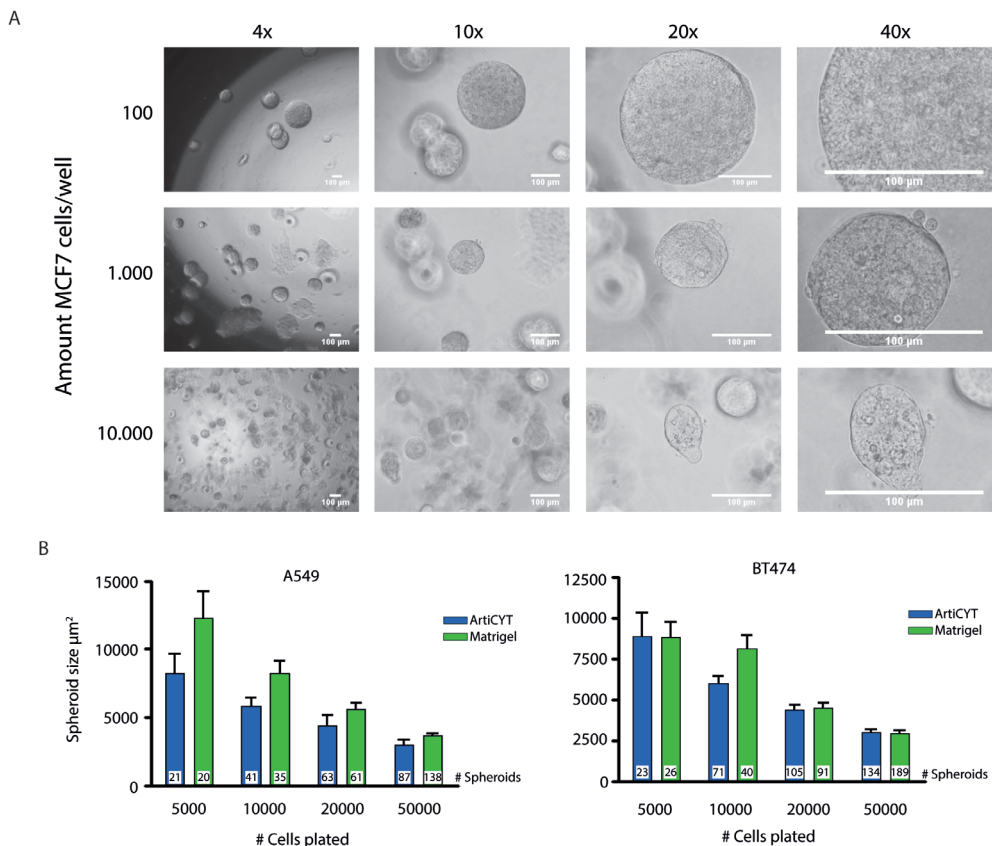 A
4x 10x 20x 40x
Amount MCF7 cells/well
100
100 µm 100 µm 100 µm 100 µm
1.000
100 µm 100 µm 100 µm 100 µm
10.000
100 µm 100 µm 100 µm 100 µm
B
A549
Spheroid size µm²
15000
10000
5000
0
ArtiCYT
Matrigel
21 20 41 35 63 61 87 138 # Spheroids
5000 10000 20000 50000
# Cells plated
BT474
12500
10000
7500
5000
2500
0
ArtiCYT
Matrigel
23 26 71 40 105 91 134 189 # Spheroids
5000 10000 20000 50000
# Cells plated